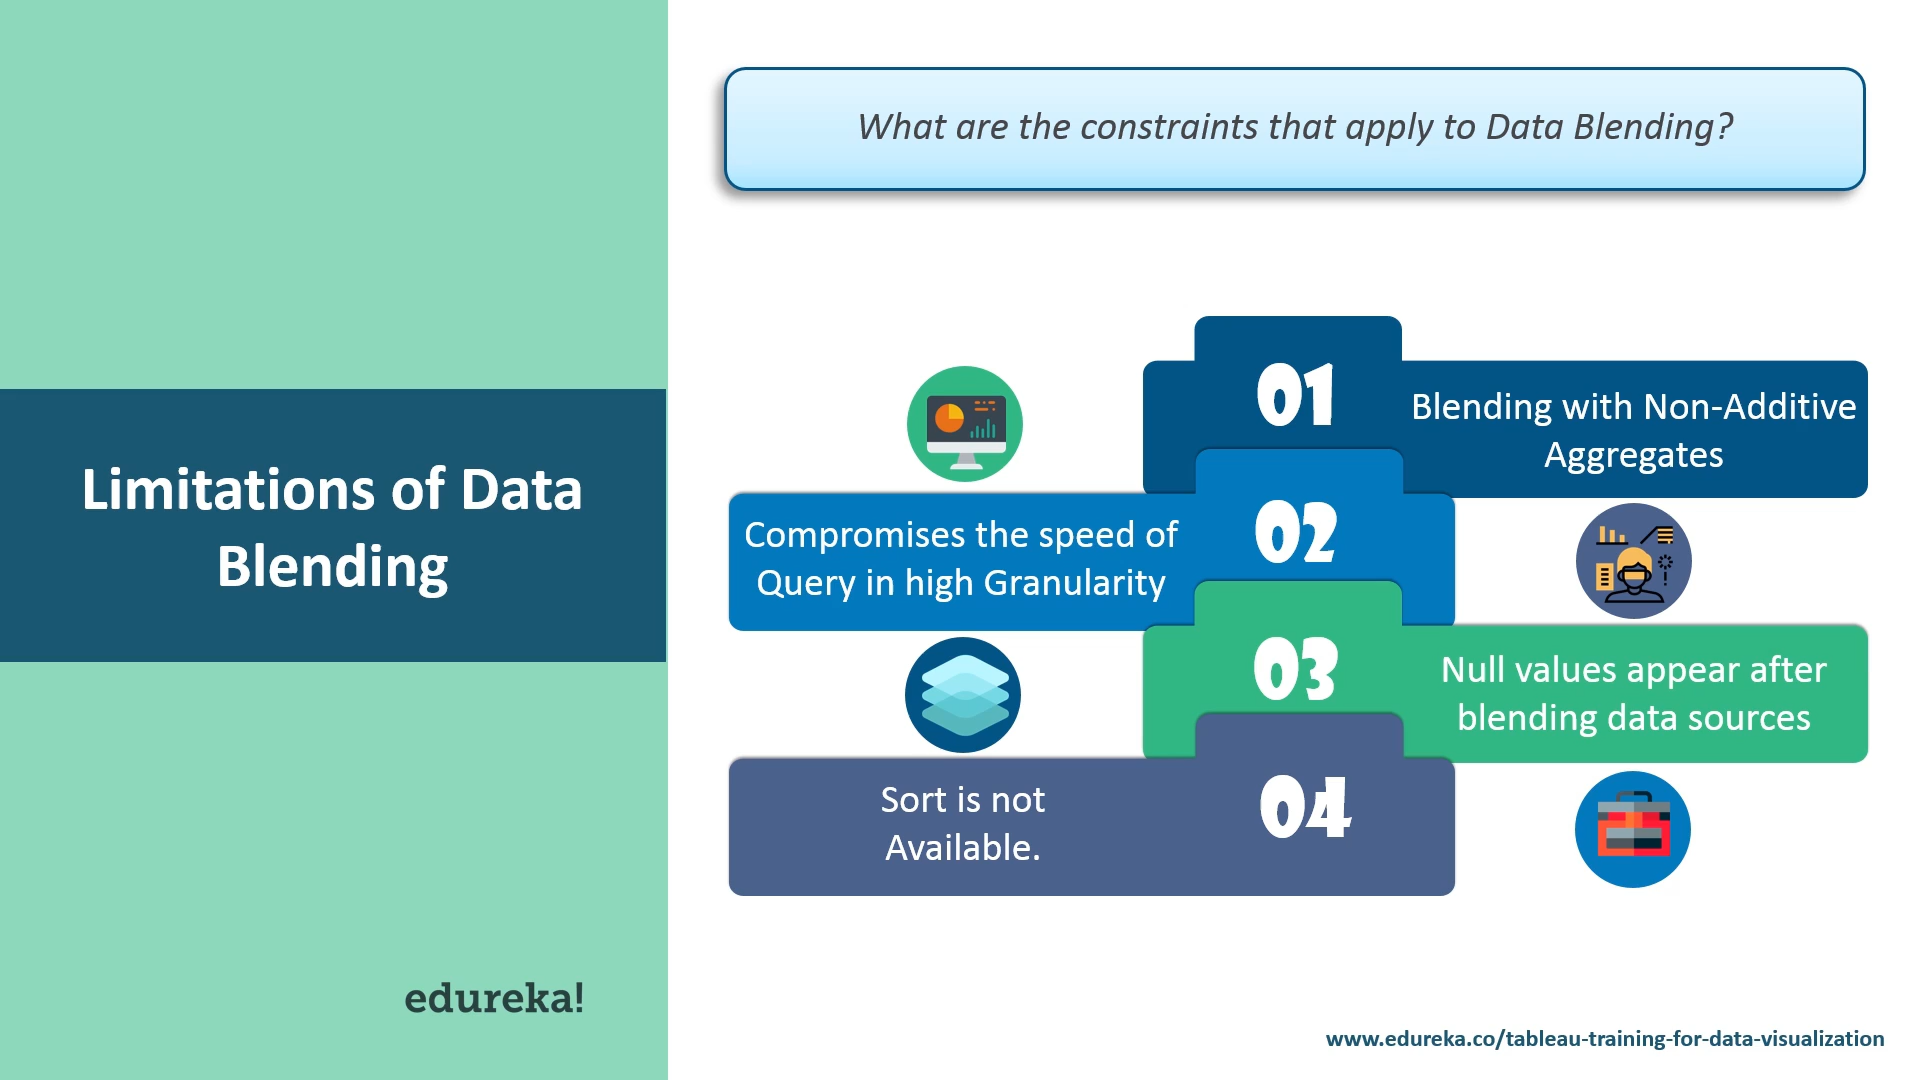 What are the constraints that apply to Data Blending?
Limitations of Data
Blending
01
Blending with Non-Additive
Aggregates
02
Compromises the speed of
Query in high Granularity
03
Null values appear after
blending data sources
04
Sort is not
Available.
edureka!
www.edureka.co/tableau-training-for-data-visualization